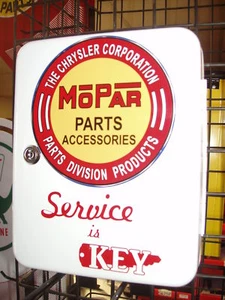 THE CHRYSLER CORPORATION
MOPAR
PARTS
ACCESSORIES
PARTS DIVISION PRODUCTS
Service
is
KEY